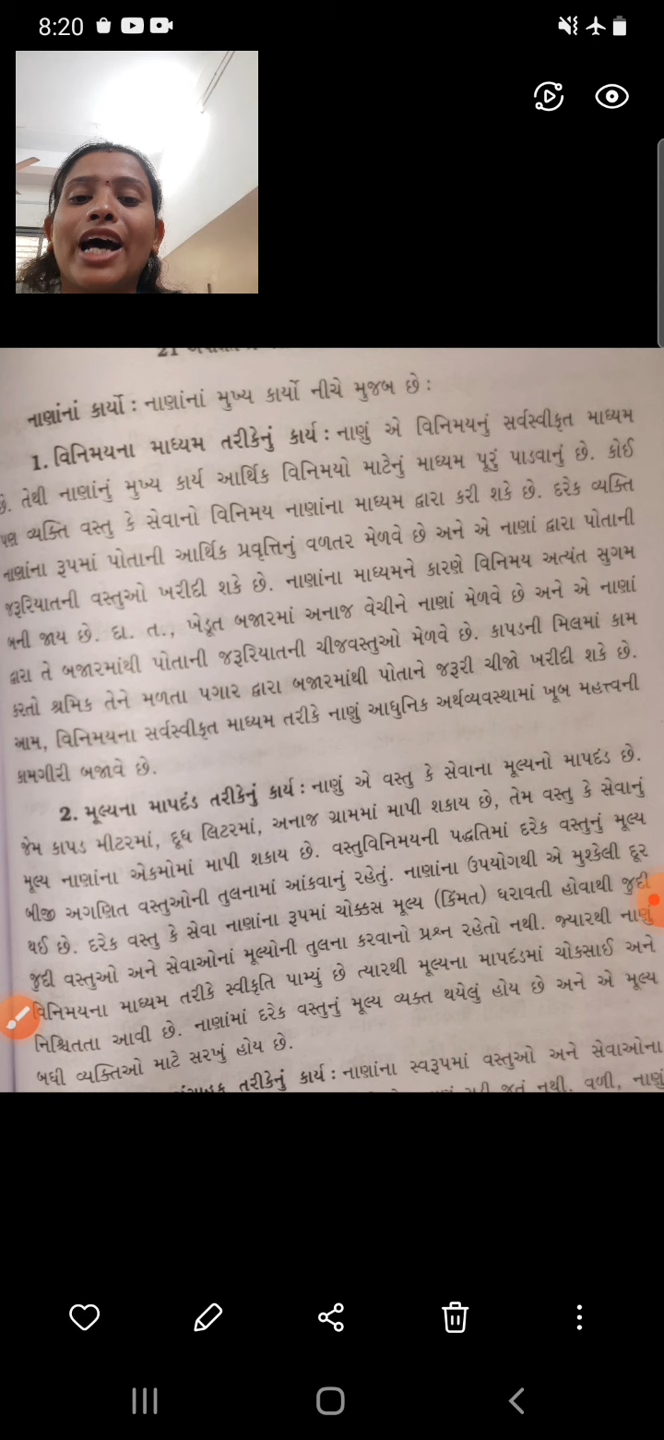 8:20
નાણાંનાં કાર્યો : નાણાંનાં મુખ્ય કાર્યો નીચે મુજબ છે :
1. વિનિમયના માધ્યમ તરીકેનું કાર્ય : નાણું એ વિનિમયનું સર્વસ્વીકૃત માધ્યમ
છે. તેથી નાણાંનું મુખ્ય કાર્ય આર્થિક વિનિમયો માટેનું માધ્યમ પૂરું પાડવાનું છે. કોઈ
પણ વ્યક્તિ વસ્તુ કે સેવાનો વિનિમય નાણાંના માધ્યમ દ્વારા કરી શકે છે. દરેક વ્યક્તિ
નાણાંના રૂપમાં પોતાની આર્થિક પ્રવૃત્તિનું વળતર મેળવે છે અને એ નાણાં દ્વારા પોતાની
જરૂરિયાતની વસ્તુઓ ખરીદી શકે છે. નાણાંના માધ્યમને કારણે વિનિમય અત્યંત સુગમ
બની જાય છે. દા. ત., ખેડૂત બજારમાં અનાજ વેચીને નાણાં મેળવે છે અને એ નાણાં
દ્વારા તે બજારમાંથી પોતાની જરૂરિયાતની ચીજવસ્તુઓ મેળવે છે. કાપડની મિલમાં કામ
કરતો શ્રમિક તેને મળતા પગાર દ્વારા બજારમાંથી પોતાને જરૂરી ચીજો ખરીદી શકે છે.
આમ, વિનિમયના સર્વસ્વીકૃત માધ્યમ તરીકે નાણું આધુનિક અર્થવ્યવસ્થામાં ખૂબ મહત્ત્વની
કામગીરી બજાવે છે.
2. મૂલ્યના માપદંડ તરીકેનું કાર્ય : નાણું એ વસ્તુ કે સેવાના મૂલ્યનો માપદંડ છે.
જેમ કાપડ મીટરમાં, દૂધ લિટરમાં, અનાજ ગ્રામમાં માપી શકાય છે, તેમ વસ્તુ કે સેવાનું
મૂલ્ય નાણાંના એકમોમાં માપી શકાય છે. વસ્તુવિનિમયની પદ્ધતિમાં દરેક વસ્તુનું મૂલ્ય
બીજી અગણિત વસ્તુઓની તુલનામાં આંકવાનું રહેતું. નાણાંના ઉપયોગથી એ મુશ્કેલી દૂર
થઈ છે. દરેક વસ્તુ કે સેવા નાણાંના રૂપમાં ચોક્કસ મૂલ્ય (કિંમત) ધરાવતી હોવાથી જુદી
જુદી વસ્તુઓ અને સેવાઓનાં મૂલ્યોની તુલના કરવાનો પ્રશ્ન રહેતો નથી. જ્યારથી નાણું
વિનિમયના માધ્યમ તરીકે સ્વીકૃતિ પામ્યું છે ત્યારથી મૂલ્યના માપદંડમાં ચોકસાઈ અને
નિશ્ચિતતા આવી છે. નાણાંમાં દરેક વસ્તુનું મૂલ્ય વ્યક્ત થયેલું હોય છે અને એ મૂલ્ય
બધી વ્યક્તિઓ માટે સરખું હોય છે.
તરીકેનું કાર્ય : નાણાંના સ્વરૂપમાં વસ્તુઓ અને સેવાઓના
જતું નથી. વળી, નાણું